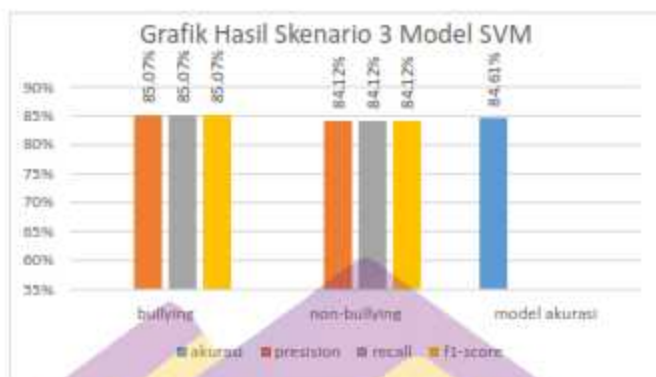 Grafik Hasil Skenario 3 Model SVM
85.07% 85.07% 85.07% 84.12% 84.12% 84.12% 84.61%
90%
85%
80%
75%
70%
65%
60%
55%
bullying non-bullying model akurasi
akurasi presision recall f1-score